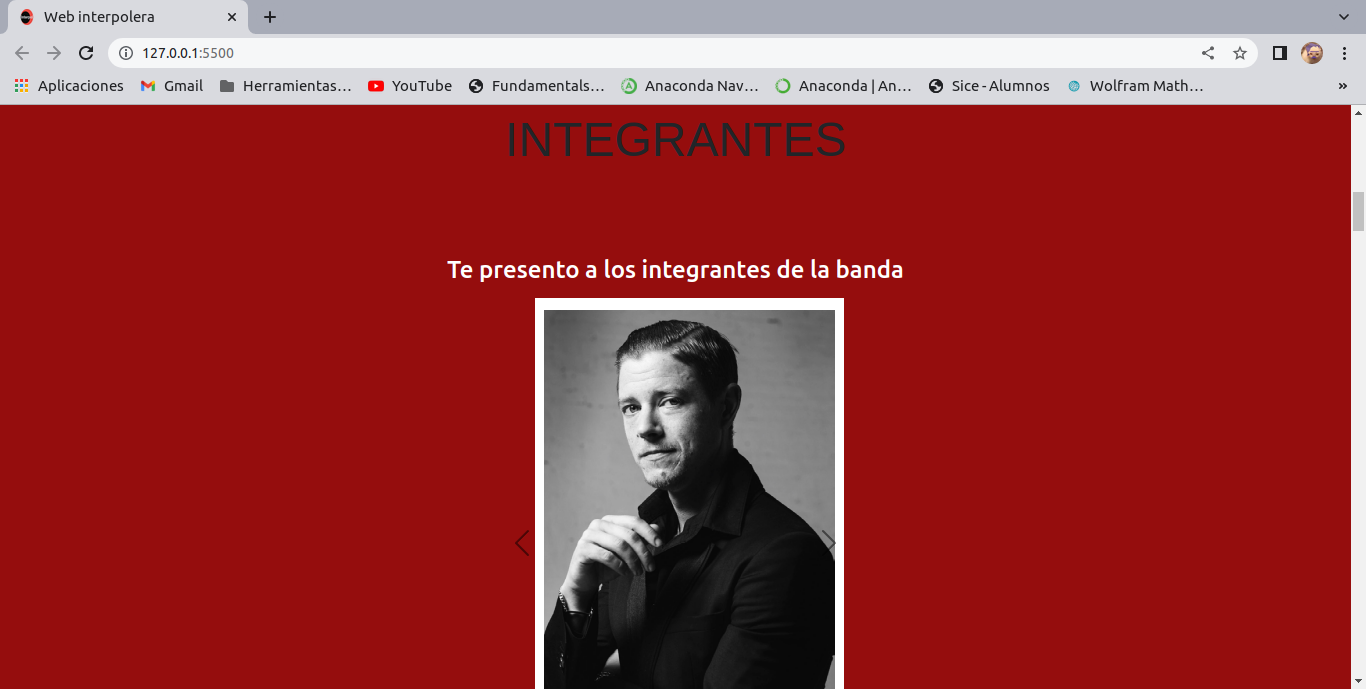 Web interpolera
127.0.0.1:5500
Aplicaciones Gmail Herramientas… YouTube Fundamentals… Anaconda Nav… Anaconda | An… Sice - Alumnos Wolfram Math… »
INTEGRANTES
Te presento a los integrantes de la banda